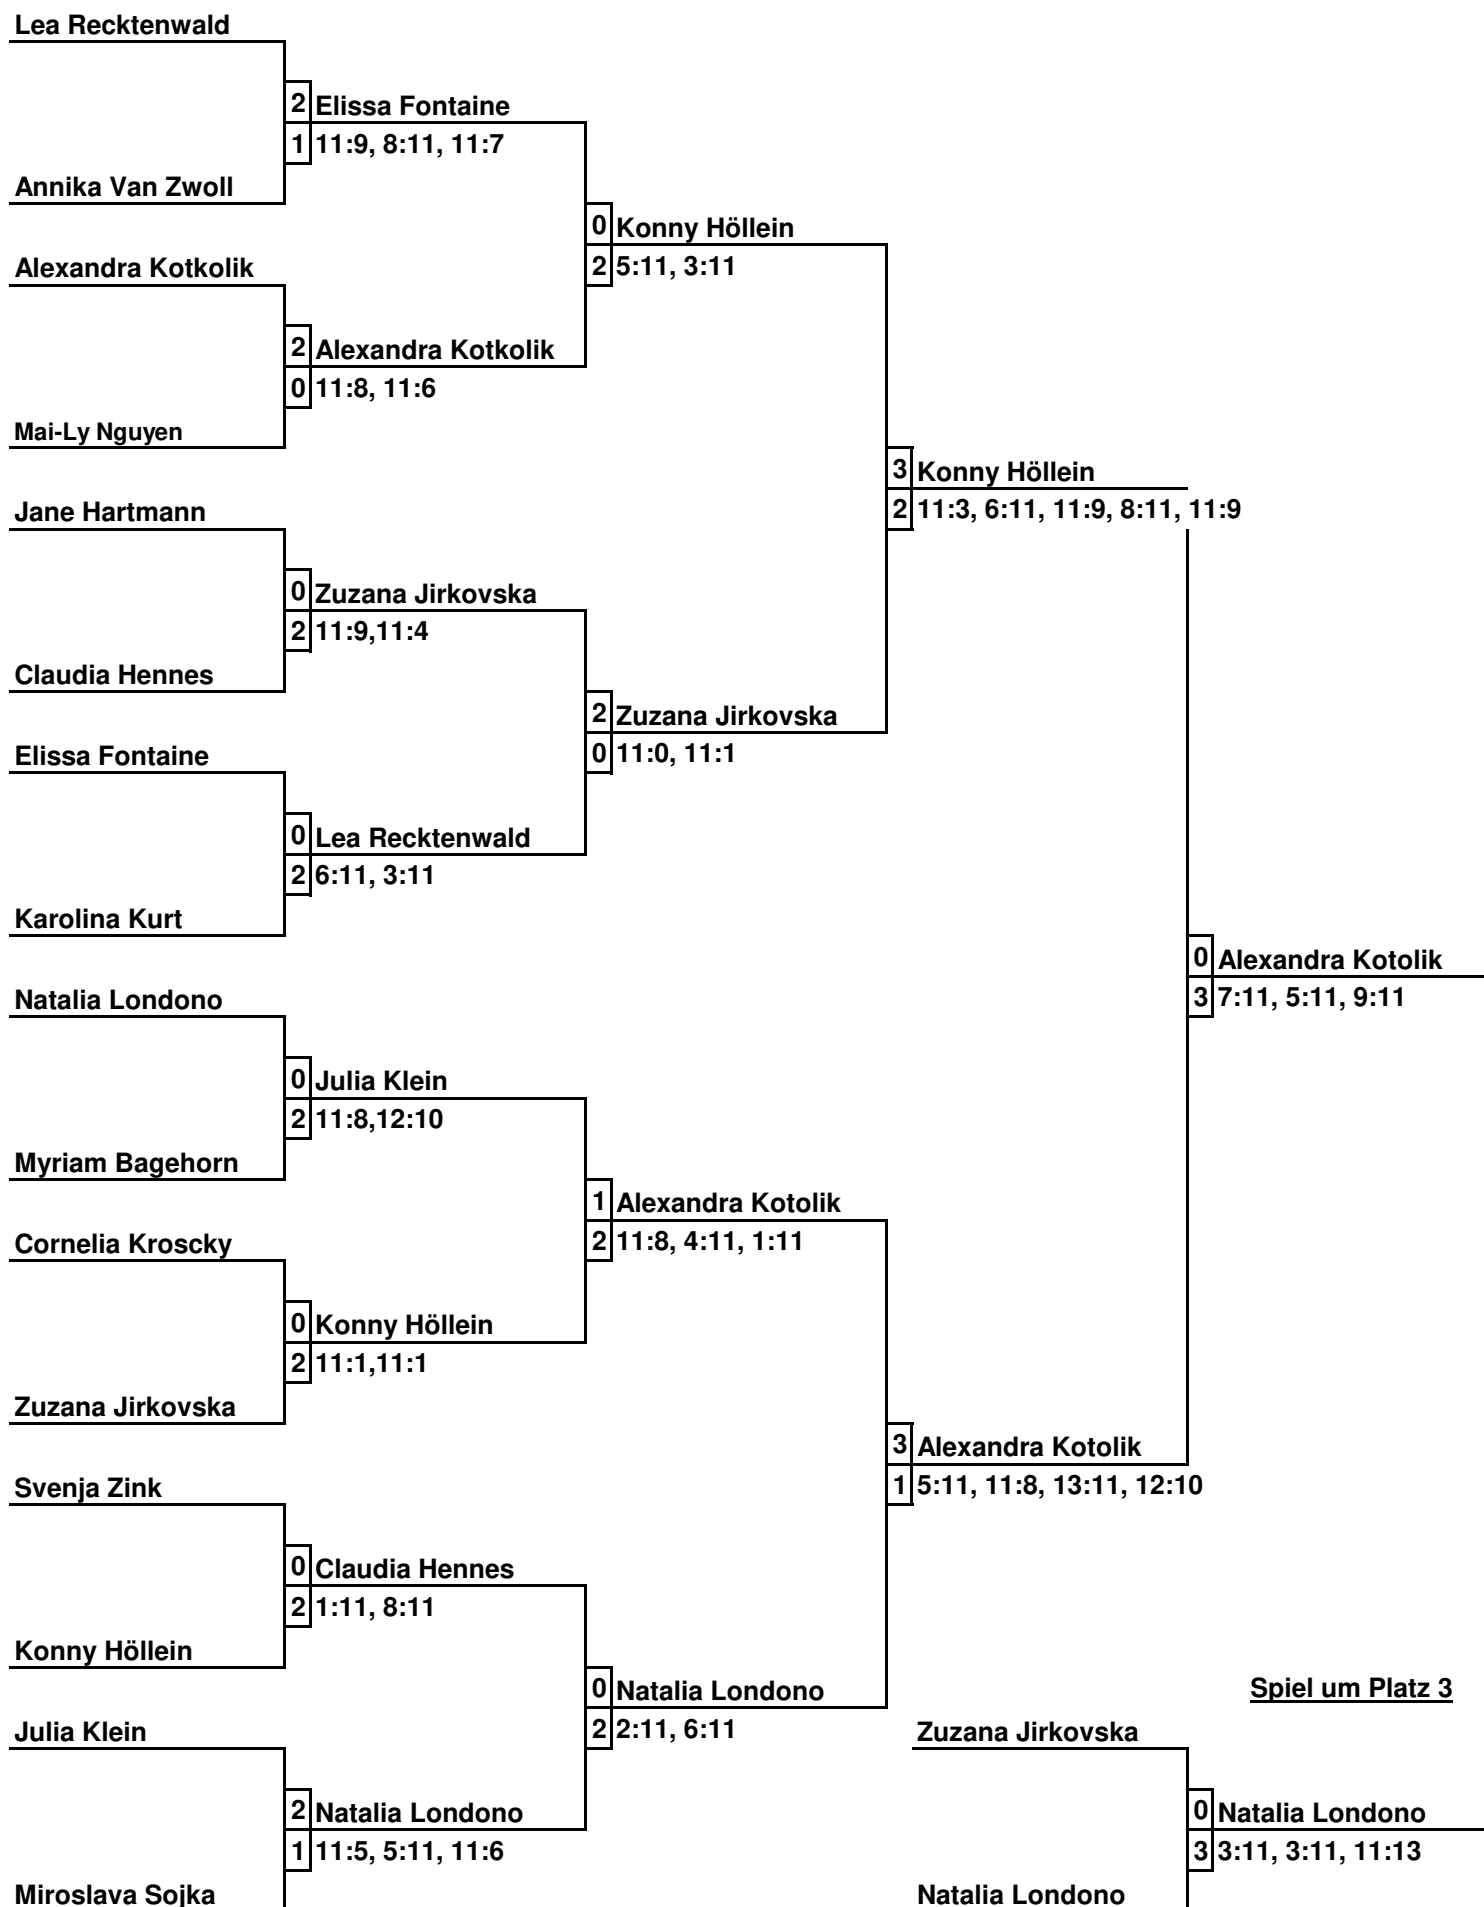 Lea Recktenwald
2 Elissa Fontaine
1 11:9, 8:11, 11:7
Annika Van Zwoll
0 Konny Höllein
2 5:11, 3:11
Alexandra Kotkolik
2 Alexandra Kotkolik
0 11:8, 11:6
Mai-Ly Nguyen
3 Konny Höllein
2 11:3, 6:11, 11:9, 8:11, 11:9
Jane Hartmann
0 Zuzana Jirkovska
2 11:9,11:4
Claudia Hennes
2 Zuzana Jirkovska
0 11:0, 11:1
Elissa Fontaine
0 Lea Recktenwald
2 6:11, 3:11
Karolina Kurt
0 Alexandra Kotolik
3 7:11, 5:11, 9:11
Natalia Londono
0 Julia Klein
2 11:8,12:10
Myriam Bagehorn
1 Alexandra Kotolik
2 11:8, 4:11, 1:11
Cornelia Kroscky
0 Konny Höllein
2 11:1,11:1
Zuzana Jirkovska
3 Alexandra Kotolik
1 5:11, 11:8, 13:11, 12:10
Svenja Zink
0 Claudia Hennes
2 1:11, 8:11
Konny Höllein
0 Natalia Londono
2 2:11, 6:11
Spiel um Platz 3
Julia Klein
Zuzana Jirkovska
2 Natalia Londono
1 11:5, 5:11, 11:6
0 Natalia Londono
3 3:11, 3:11, 11:13
Miroslava Sojka
Natalia Londono